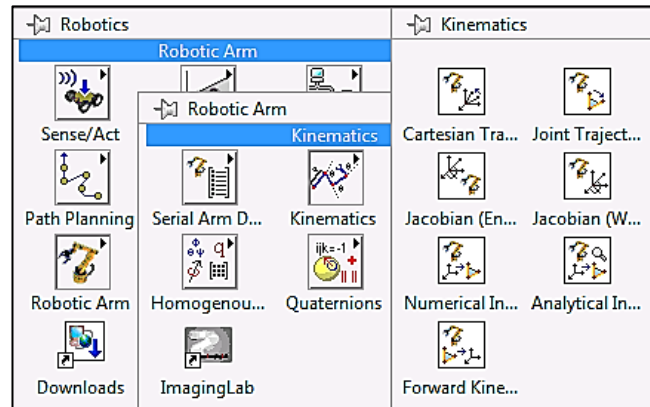 Robotics
Robotic Arm
Sense/Act
Path Planning
Robotic Arm
Downloads
Robotic Arm
Kinematics
Serial Arm D...
Kinematics
Homogenou...
Quaternions
ijk=-1
ImagingLab
Kinematics
Cartesian Tra...
Joint Traject...
Jacobian (En...
Jacobian (W...
Numerical In...
Analytical In...
Forward Kine...